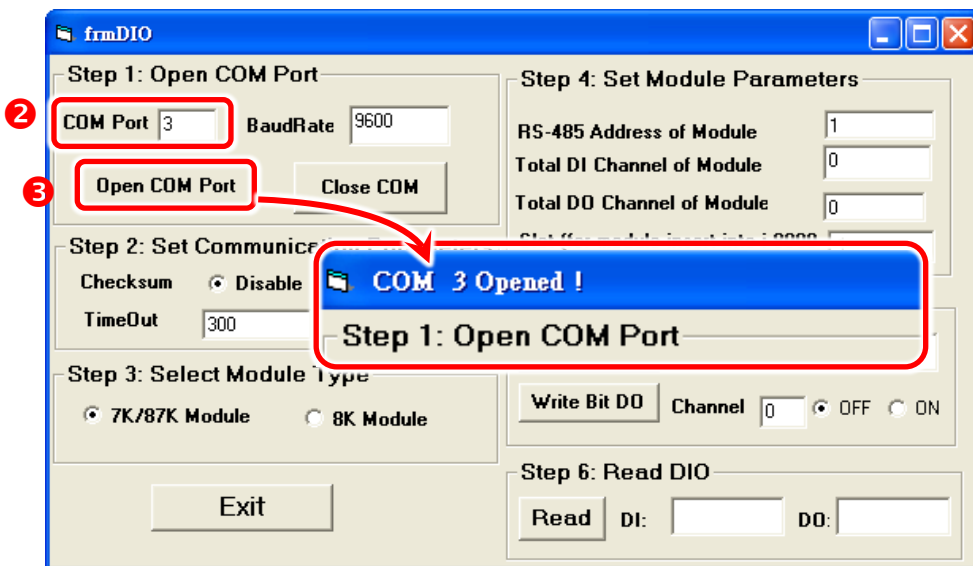 frmDIO
Step 1: Open COM Port
2
COM Port 3 BaudRate 9600
3
Open COM Port Close COM
Step 2: Set Communica
Checksum Disable
TimeOut 300
Step 3: Select Module Type
7K/87K Module 8K Module
Exit
Step 4: Set Module Parameters
RS-485 Address of Module 1
Total DI Channel of Module 0
Total DO Channel of Module 0
COM 3 Opened !
Step 1: Open COM Port
Write Bit DO Channel 0 OFF ON
Step 6: Read DIO
Read DI: DO: